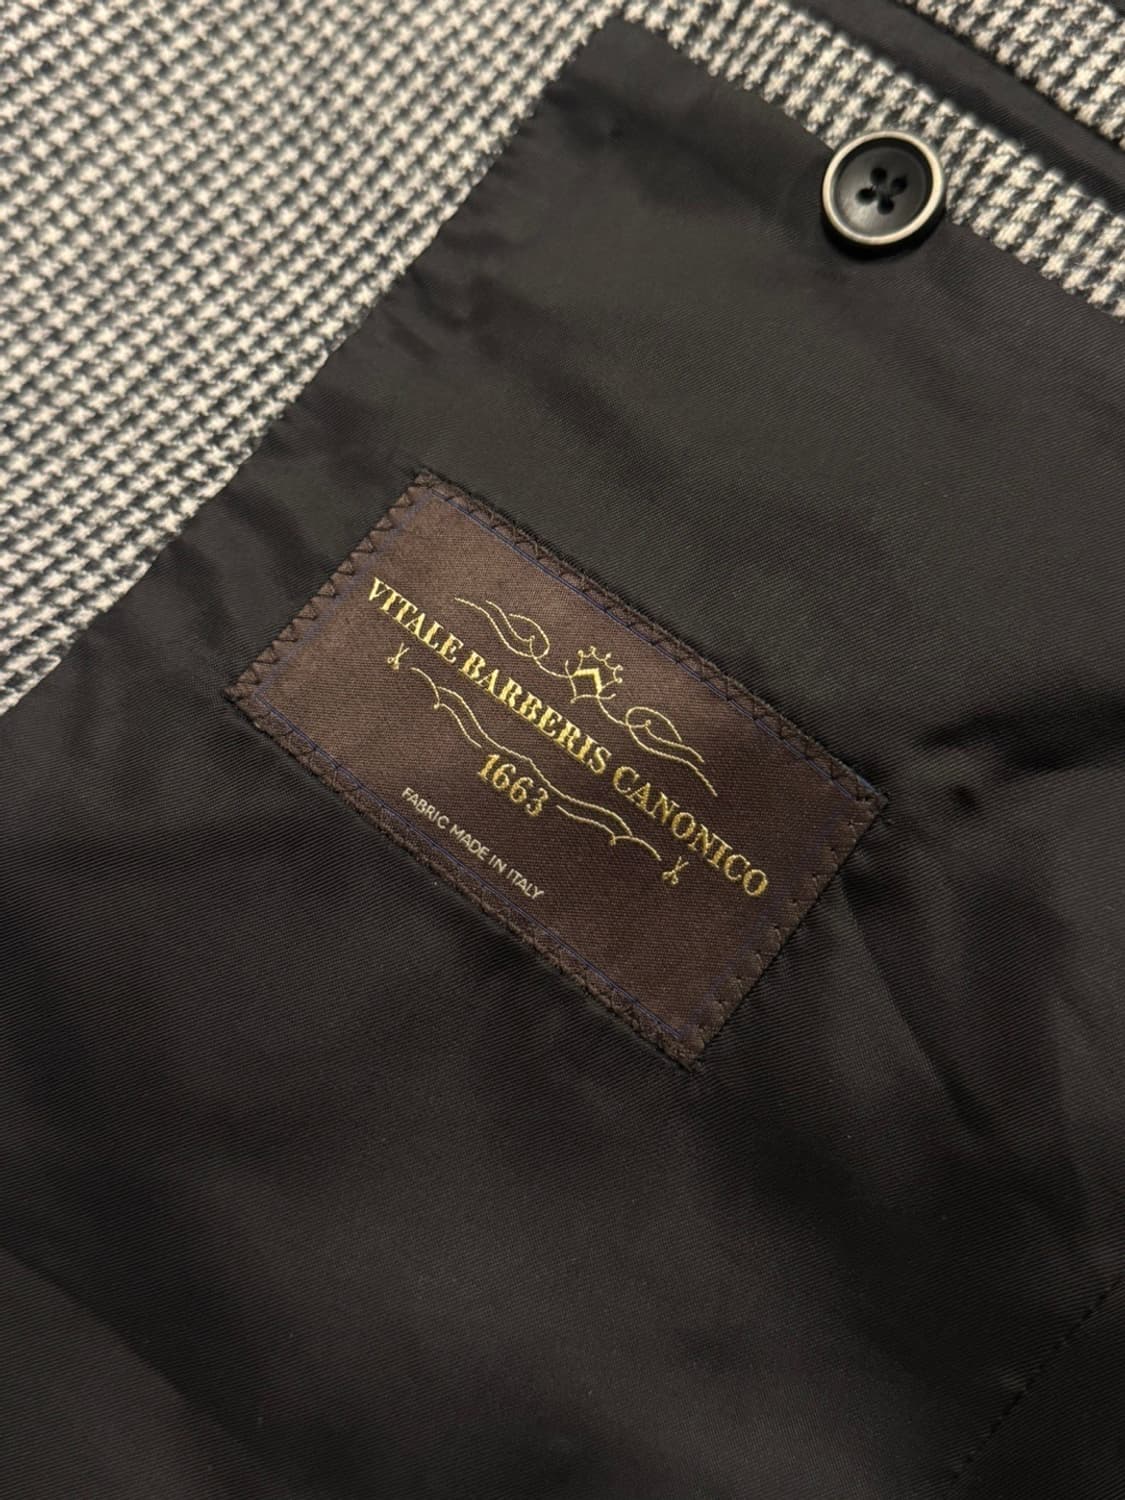 VITALE BARBERIS CANONICO
1663
FABRIC MADE IN ITALY